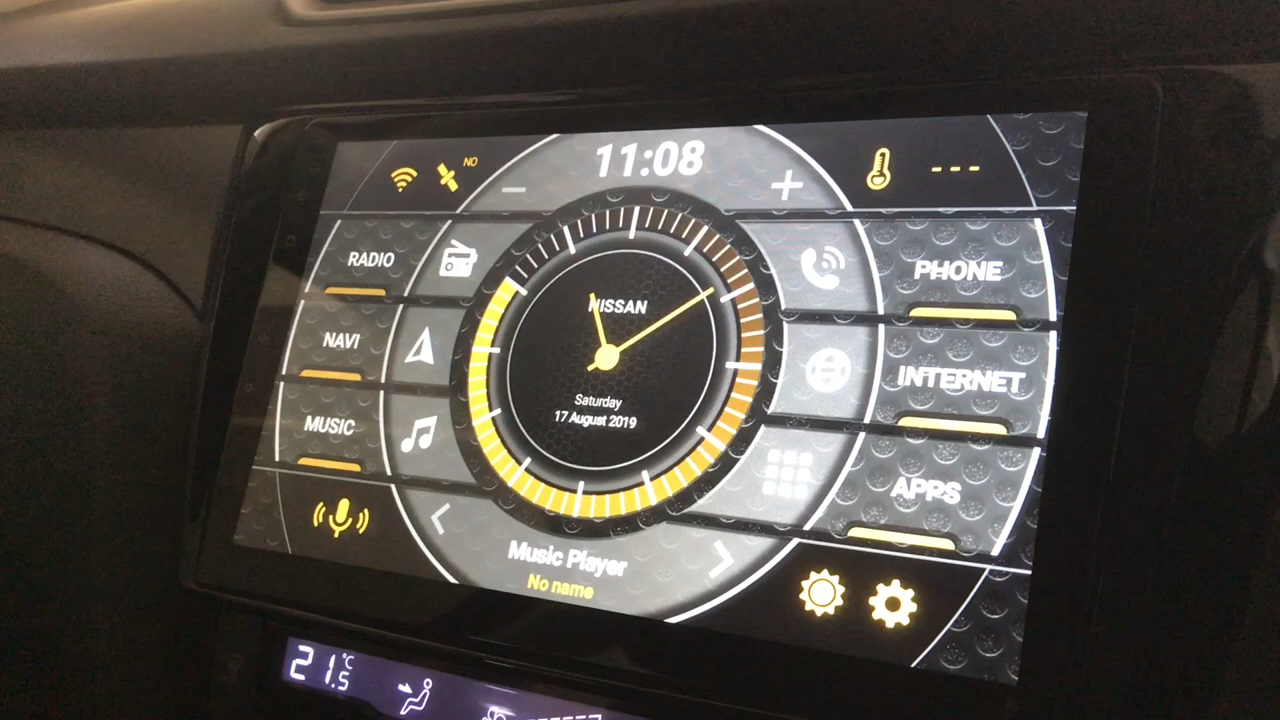 11:08
NO
- - -
RADIO
NAVI
MUSIC
NISSAN
Saturday
17 August 2019
PHONE
INTERNET
APPS
Music Player
No name
21.5°C